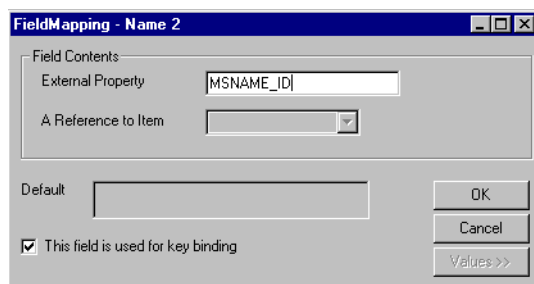 FieldMapping - Name 2
Field Contents
External Property MSNAME_ID
A Reference to Item
Default
OK
Cancel
This field is used for key binding
Values >>